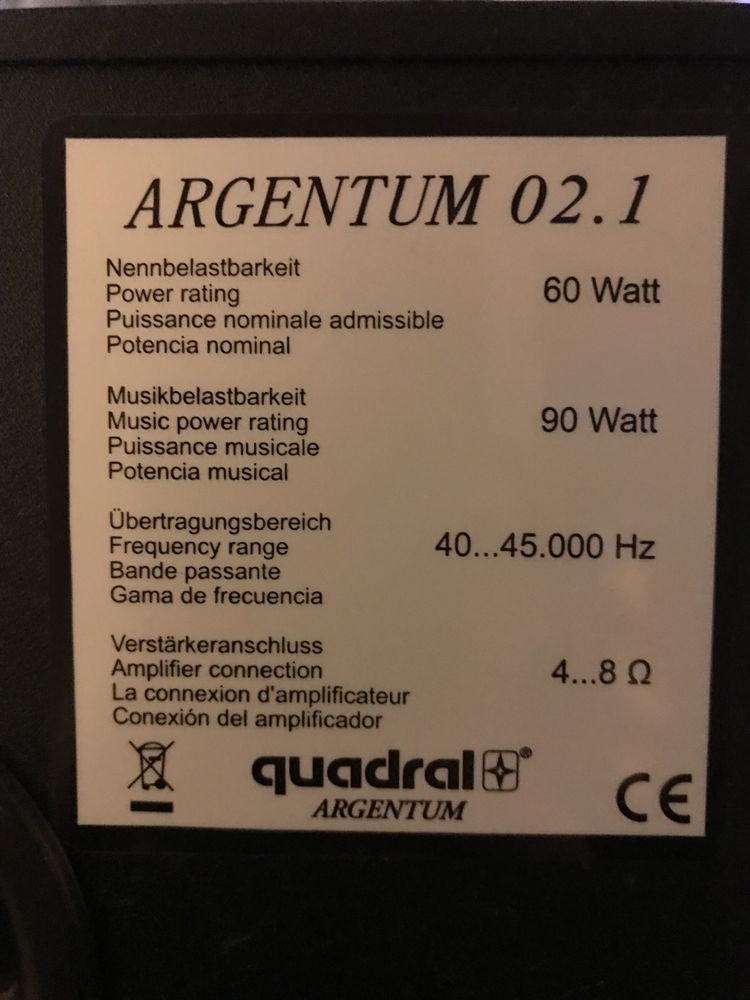 ARGENTUM 02.1
Nennbelastbarkeit
Power rating
60 Watt
Puissance nominale admissible
Potencia nominal
Musikbelastbarkeit
Music power rating
90 Watt
Puissance musicale
Potencia musical
Übertragungsbereich
Frequency range
40...45.000 Hz
Bande passante
Gama de frecuencia
Verstärkeranschluss
Amplifier connection
4...8 Ω
La connexion d'amplificateur
Conexión del amplificador
quadral®
ARGENTUM
CE